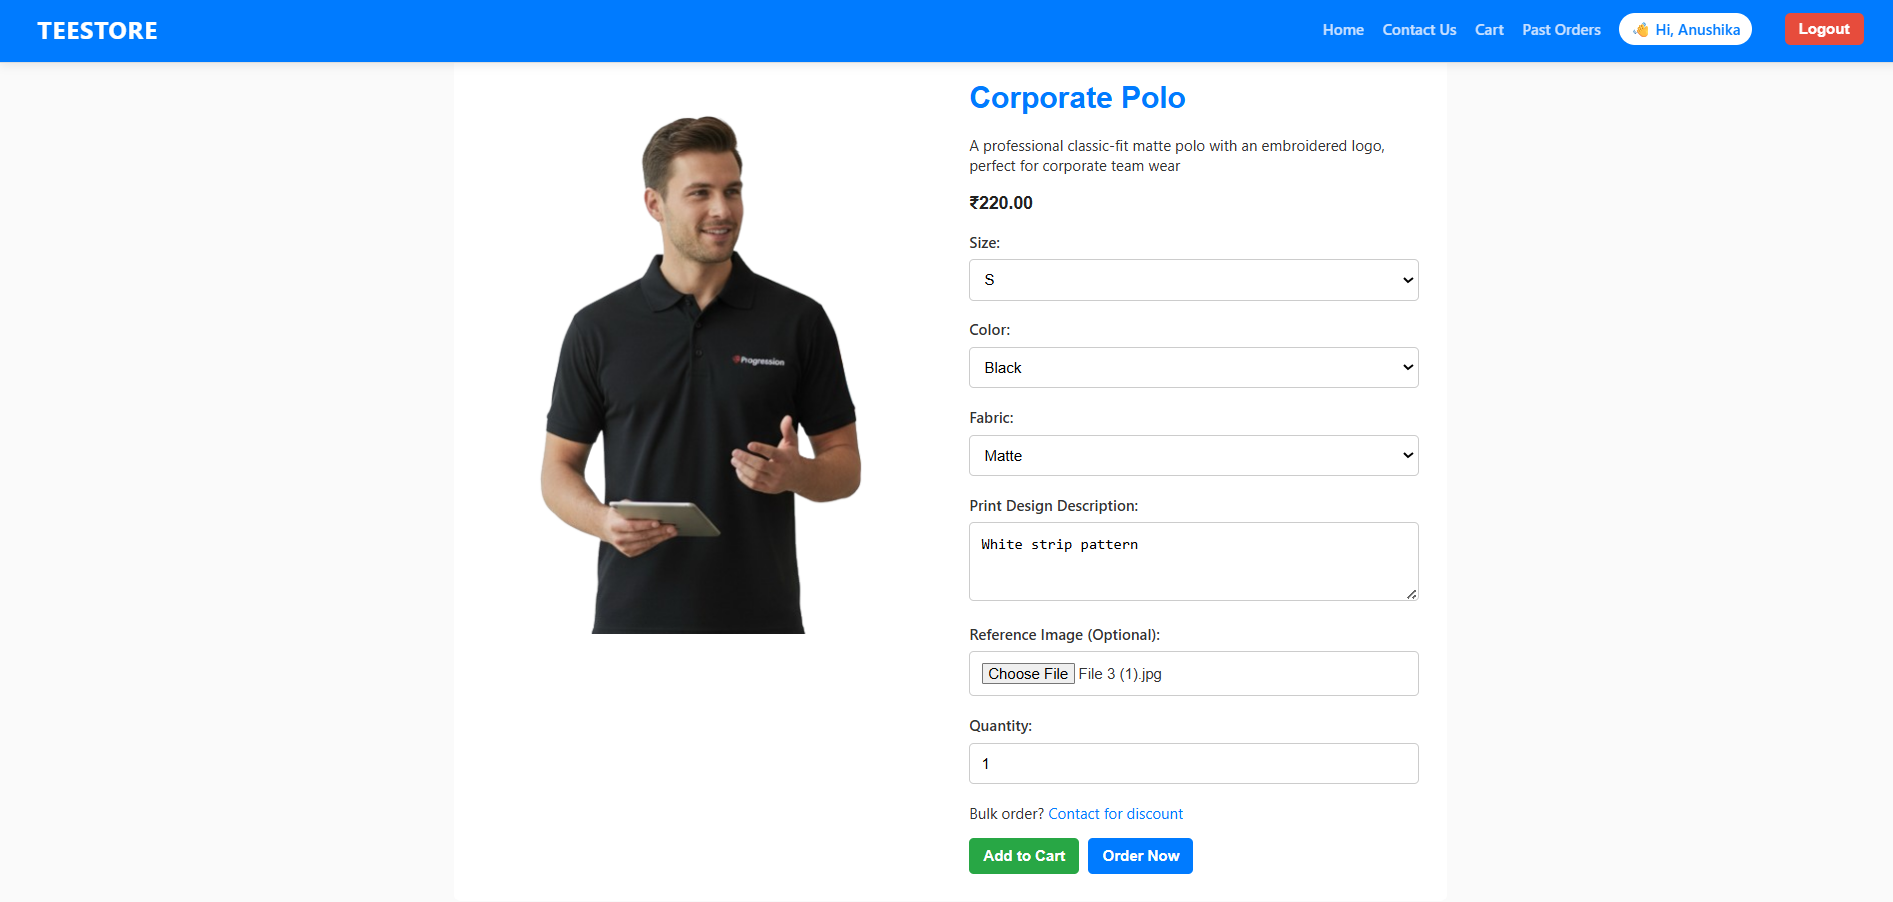 TEESTORE
Home Contact Us Cart Past Orders 👋 Hi, Anushika Logout
Progression
Corporate Polo
A professional classic-fit matte polo with an embroidered logo,
perfect for corporate team wear
₹220.00
Size:
S
Color:
Black
Fabric:
Matte
Print Design Description:
White strip pattern
Reference Image (Optional):
Choose File File 3 (1).jpg
Quantity:
1
Bulk order? Contact for discount
Add to Cart Order Now